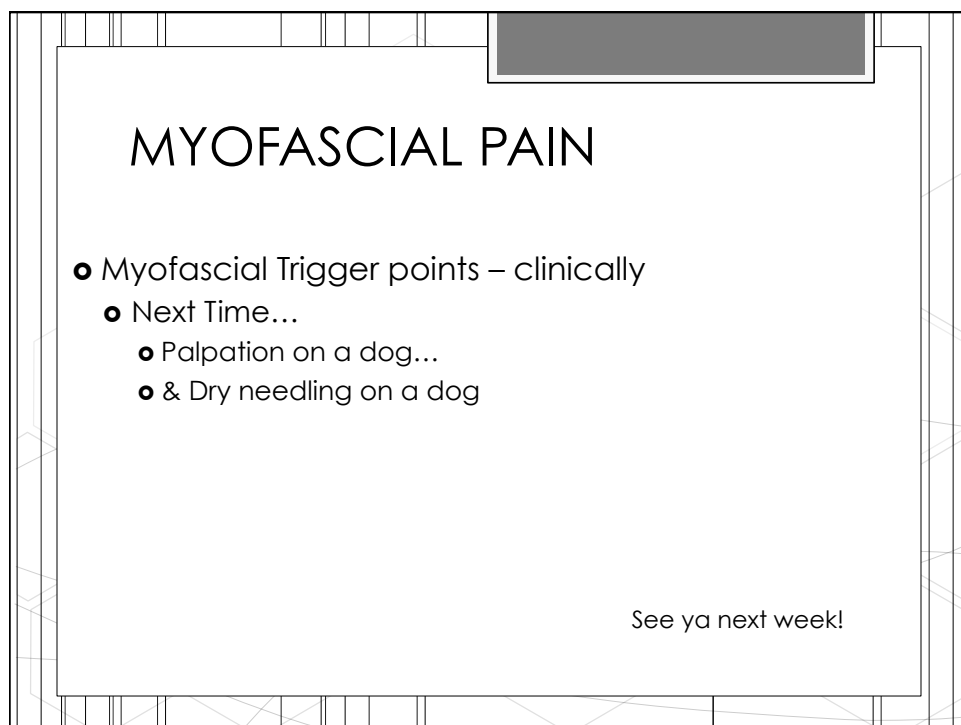 MYOFASCIAL PAIN
Myofascial Trigger points – clinically
Next Time…
Palpation on a dog…
& Dry needling on a dog
See ya next week!